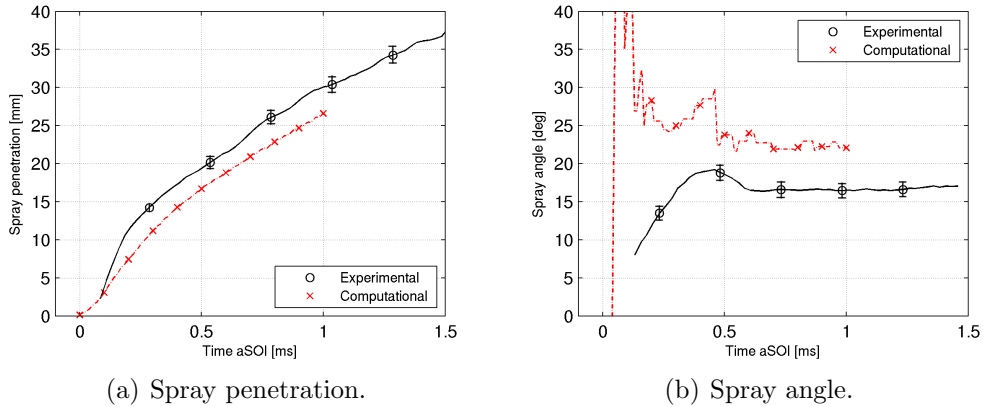 40
35
30
25
20
15
10
5
0
Spray penetration [mm]
Experimental
Computational
0
0.5
1
1.5
Time aSOI [ms]
(a) Spray penetration.
40
35
30
25
20
15
10
5
0
Spray angle [deg]
Experimental
Computational
0
0.5
1
1.5
Time aSOI [ms]
(b) Spray angle.